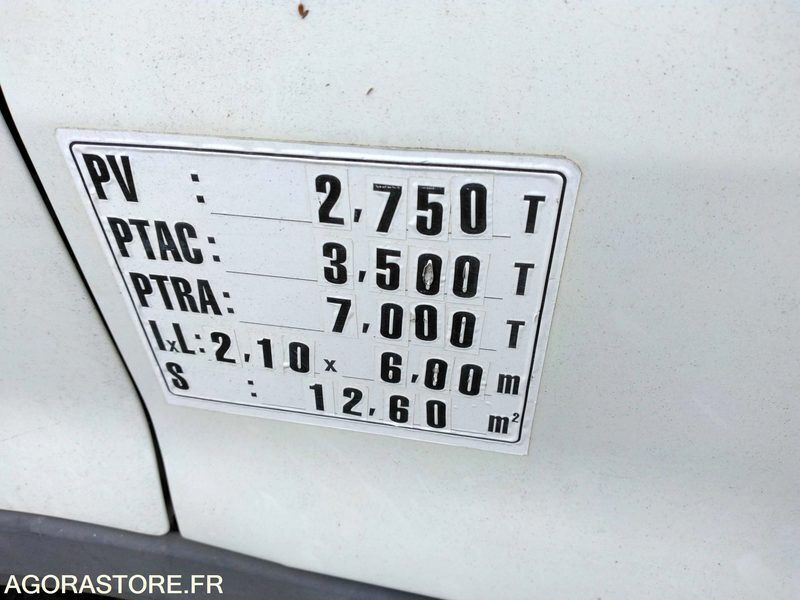 PV : 2,750 T
PTAC: 3,500 T
PTRA: 7,000 T
lxL: 2,10 x 6,00 m
S : 12,60 m²
AGORASTORE.FR